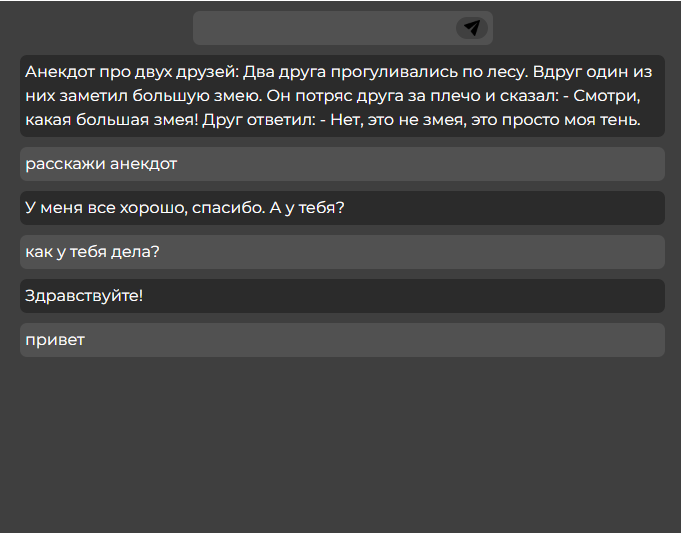 Анекдот про двух друзей: Два друга прогуливались по лесу. Вдруг один из
них заметил большую змею. Он потряс друга за плечо и сказал: - Смотри,
какая большая змея! Друг ответил: - Нет, это не змея, это просто моя тень.
расскажи анекдот
У меня все хорошо, спасибо. А у тебя?
как у тебя дела?
Здравствуйте!
привет